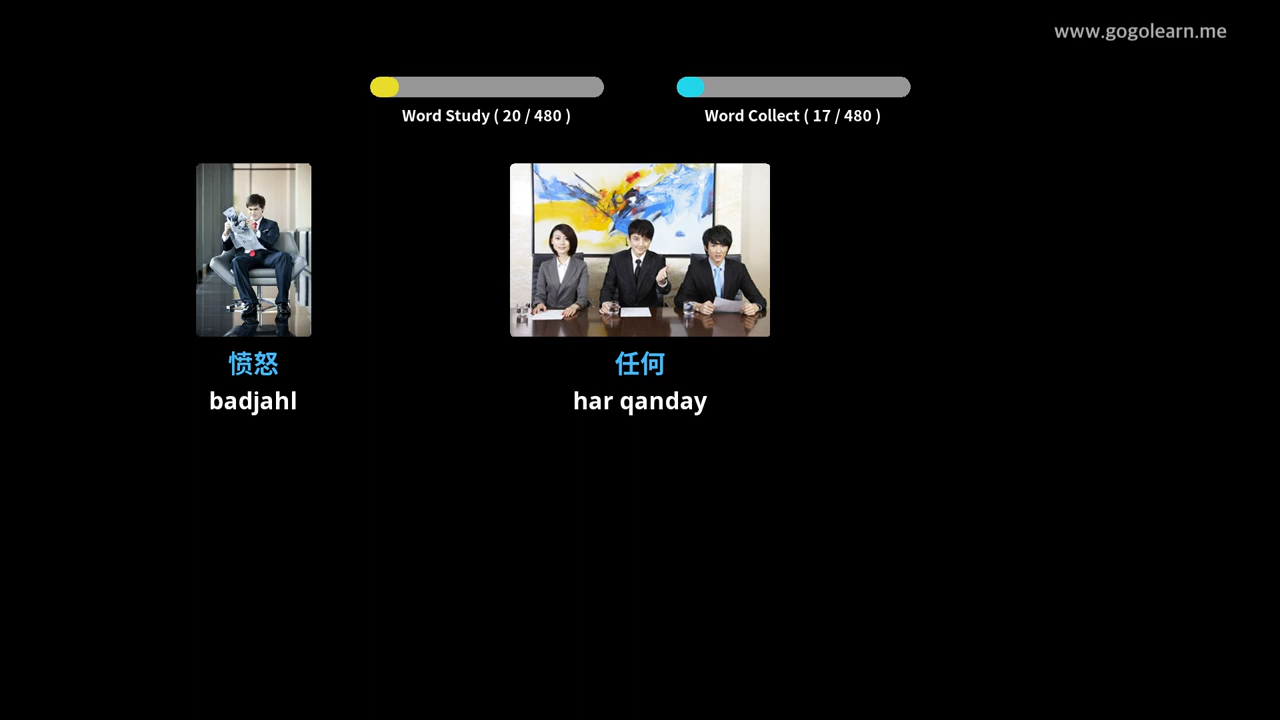 www.gogolearn.me
Word Study ( 20 / 480 )
Word Collect ( 17 / 480 )
愤怒
badjahl
任何
har qanday